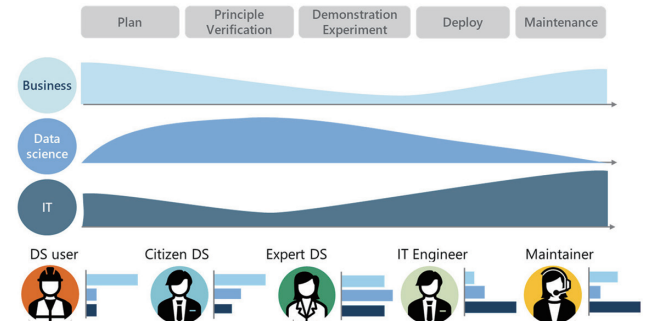 Plan
Principle
Verification
Demonstration
Experiment
Deploy
Maintenance
Business
Data
science
IT
DS user
Citizen DS
Expert DS
IT Engineer
Maintainer